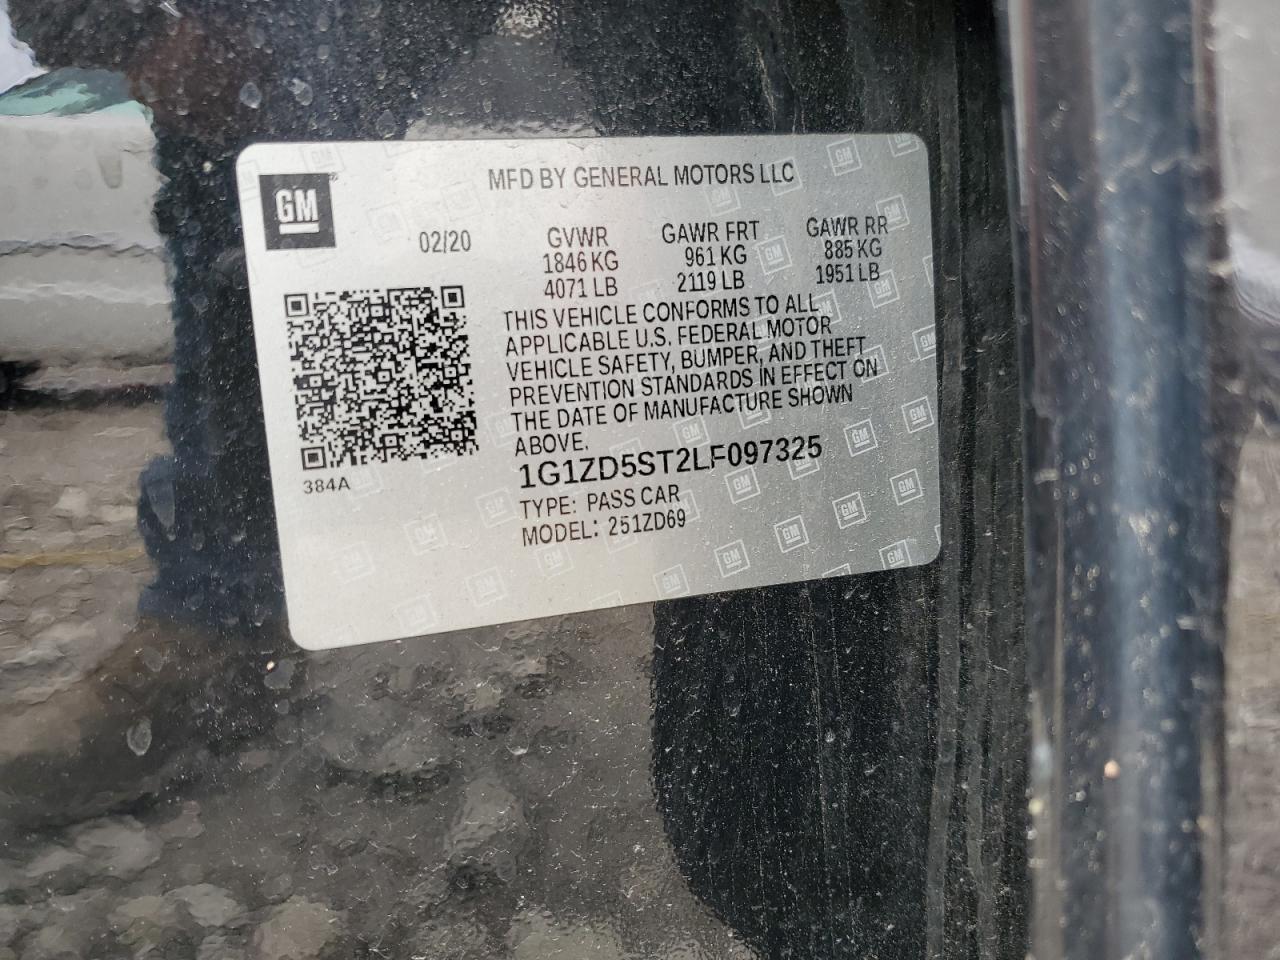 GM
MFD BY GENERAL MOTORS LLC
02/20
GVWR
1846 KG
4071 LB
GAWR FRT
961 KG
2119 LB
GAWR RR
885 KG
1951 LB
THIS VEHICLE CONFORMS TO ALL
APPLICABLE U.S. FEDERAL MOTOR
VEHICLE SAFETY, BUMPER, AND THEFT
PREVENTION STANDARDS IN EFFECT ON
THE DATE OF MANUFACTURE SHOWN
ABOVE.
384A
1G1ZD5ST2LF097325
TYPE: PASS CAR
MODEL: 251ZD69